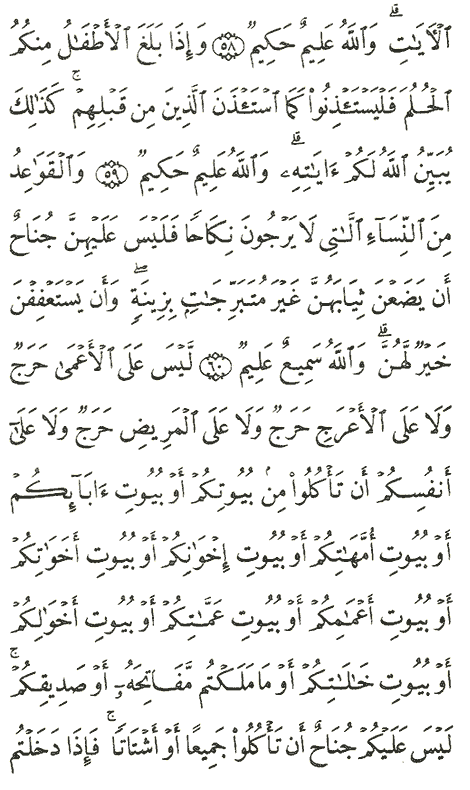 ٱلْأَيَٰتِۗ وَٱللَّهُ عَلِيمٌ حَكِيمٌ ﴿٥٨﴾ وَإِذَا بَلَغَ ٱلْأَطْفَٰلُ مِنكُمُ
ٱلْحُلُمَ فَلْيَسْتَـْٔذِنُوا۟ كَمَا ٱسْتَـْٔذَنَ ٱلَّذِينَ مِن قَبْلِهِمْۚ كَذَٰلِكَ
يُبَيِّنُ ٱللَّهُ لَكُمْ ءَايَٰتِهِۦۗ وَٱللَّهُ عَلِيمٌ حَكِيمٌ ﴿٥٩﴾ وَٱلْقَوَٰعِدُ
مِنَ ٱلنِّسَآءِ ٱلَّٰتِى لَا يَرْجُونَ نِكَاحًا فَلَيْسَ عَلَيْهِنَّ جُنَاحٌ
أَن يَضَعْنَ ثِيَابَهُنَّ غَيْرَ مُتَبَرِّجَٰتٍۭ بِزِينَةٍۖ وَأَن يَسْتَعْفِفْنَ
خَيْرٌ لَّهُنَّۗ وَٱللَّهُ سَمِيعٌ عَلِيمٌ ﴿٦٠﴾ لَّيْسَ عَلَى ٱلْأَعْمَىٰ حَرَجٌ
وَلَا عَلَى ٱلْأَعْرَجِ حَرَجٌ وَلَا عَلَى ٱلْمَرِيضِ حَرَجٌ وَلَا عَلَىٰٓ
أَنفُسِكُمْ أَن تَأْكُلُوا۟ مِنۢ بُيُوتِكُمْ أَوْ بُيُوتِ ءَابَآئِكُمْ
أَوْ بُيُوتِ أُمَّهَٰتِكُمْ أَوْ بُيُوتِ إِخْوَٰنِكُمْ أَوْ بُيُوتِ أَخَوَٰتِكُمْ
أَوْ بُيُوتِ أَعْمَٰمِكُمْ أَوْ بُيُوتِ عَمَّٰتِكُمْ أَوْ بُيُوتِ أَخْوَٰلِكُمْ
أَوْ بُيُوتِ خَٰلَٰتِكُمْ أَوْ مَا مَلَكْتُم مَّفَاتِحَهُۥٓ أَوْ صَدِيقِكُمْۚ
لَيْسَ عَلَيْكُمْ جُنَاحٌ أَن تَأْكُلُوا۟ جَمِيعًا أَوْ أَشْتَاتًاۚ فَإِذَا دَخَلْتُم